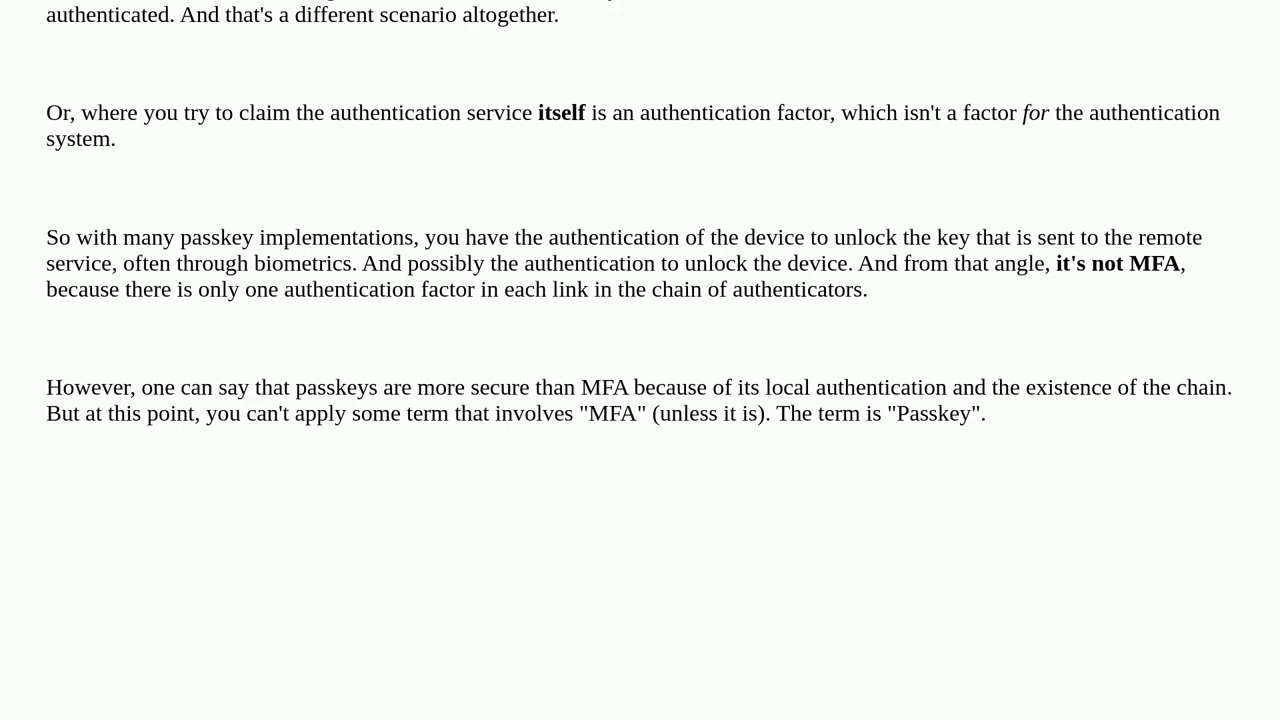 authenticated. And that's a different scenario altogether.
Or, where you try to claim the authentication service itself is an authentication factor, which isn't a factor for the authentication
system.
So with many passkey implementations, you have the authentication of the device to unlock the key that is sent to the remote
service, often through biometrics. And possibly the authentication to unlock the device. And from that angle, it's not MFA,
because there is only one authentication factor in each link in the chain of authenticators.
However, one can say that passkeys are more secure than MFA because of its local authentication and the existence of the chain.
But at this point, you can't apply some term that involves "MFA" (unless it is). The term is "Passkey".